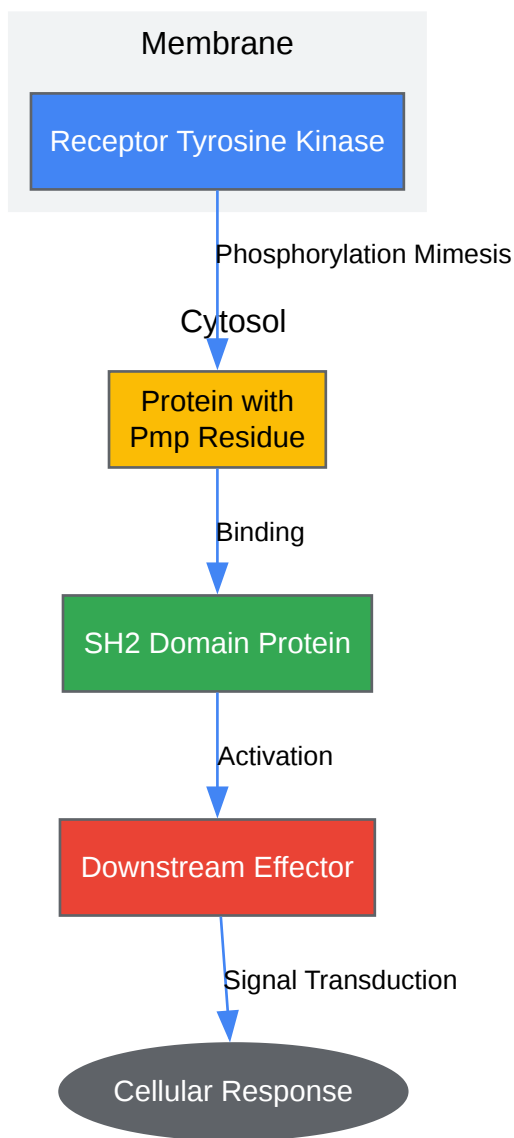 Membrane
Receptor Tyrosine Kinase
Phosphorylation Mimesis
Cytosol
Protein with
Pmp Residue
Binding
SH2 Domain Protein
Activation
Downstream Effector
Signal Transduction
Cellular Response